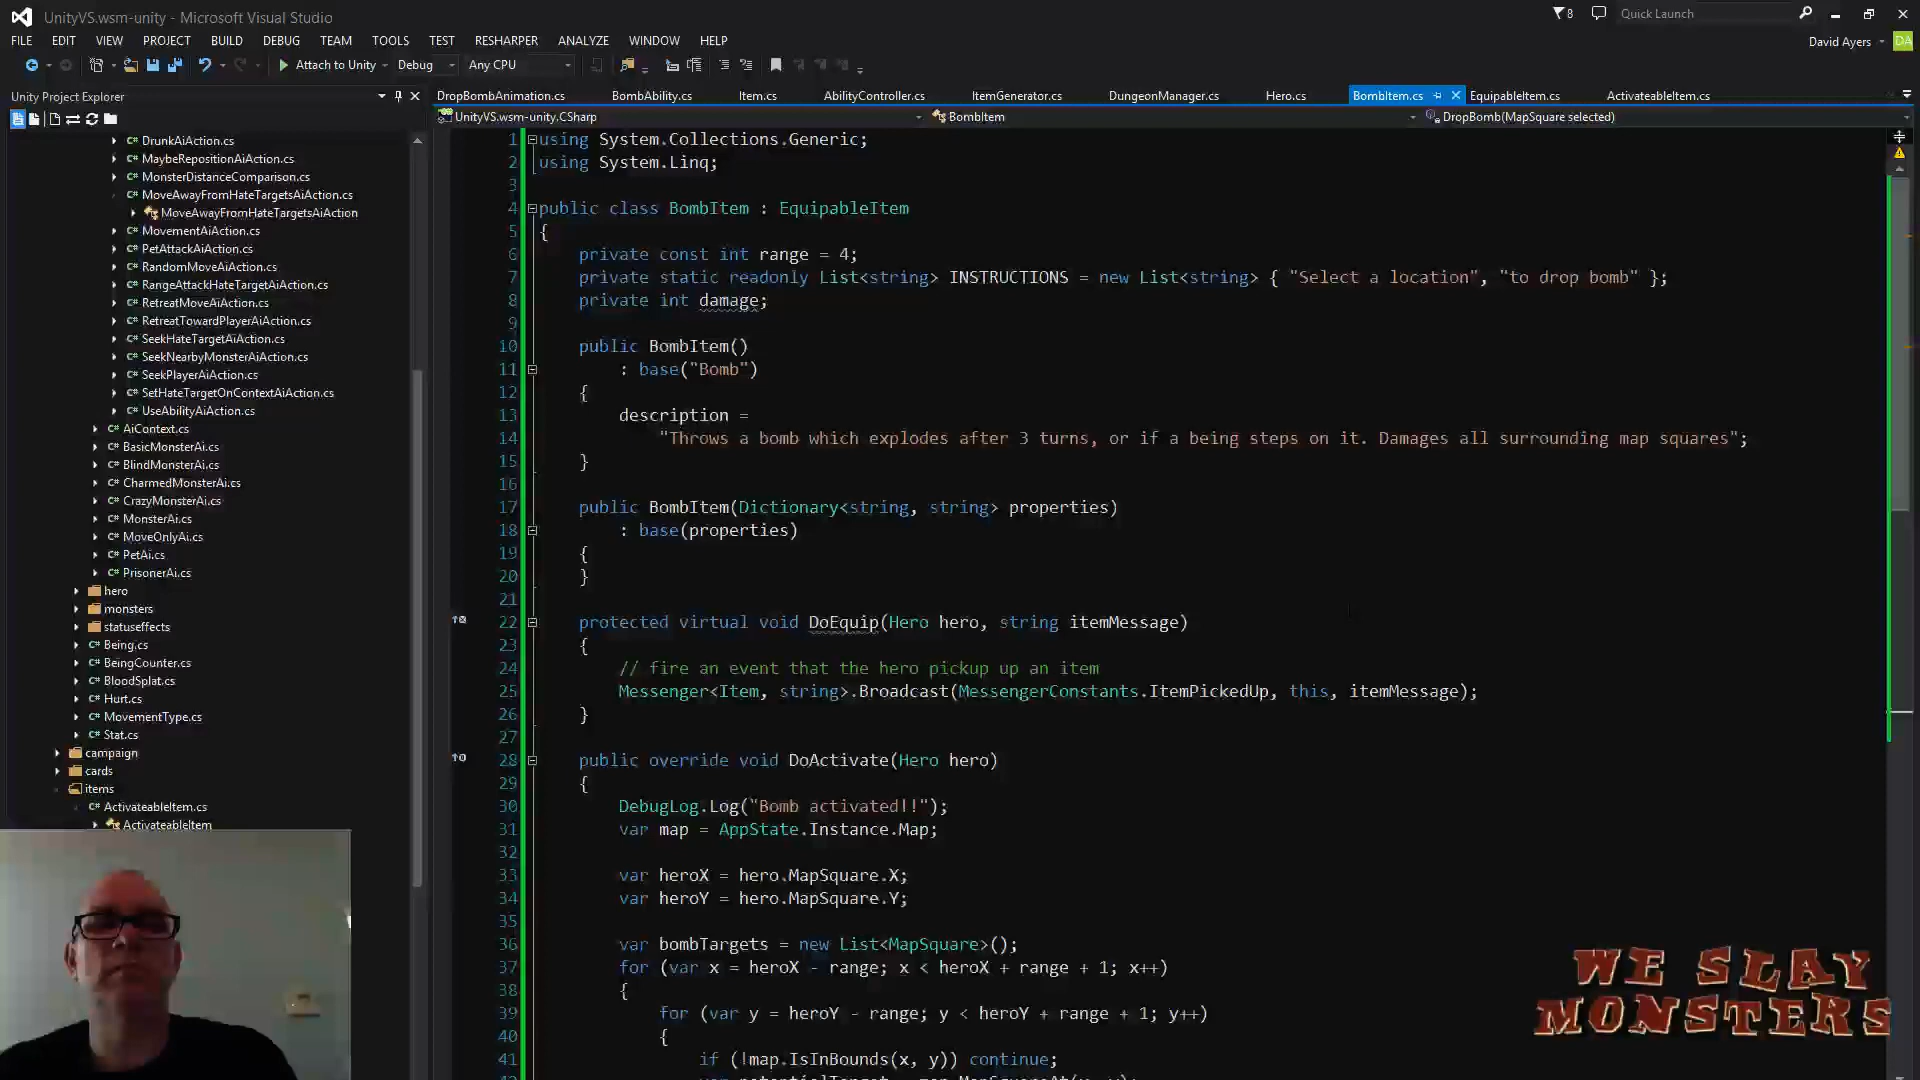 UnityVS.wsm-unity - Microsoft Visual Studio
8
Quick Launch
FILE EDIT VIEW PROJECT BUILD DEBUG TEAM TOOLS TEST RESHARPER ANALYZE WINDOW HELP
David Ayers
DA
Attach to Unity
Debug
Any CPU
Unity Project Explorer
DropBombAnimation.cs BombAbility.cs Item.cs AbilityController.cs ItemGenerator.cs DungeonManager.cs Hero.cs BombItem.cs EquipableItem.cs ActivateableItem.cs
UnityVS.wsm-unity.CSharp
BombItem
DropBomb(MapSquare selected)
DrunkAiAction.cs
MaybeRepositionAiAction.cs
MonsterDistanceComparison.cs
MoveAwayFromHateTargetsAiAction.cs
MoveAwayFromHateTargetsAiAction
MovementAiAction.cs
PetAttackAiAction.cs
RandomMoveAiAction.cs
RangeAttackHateTargetAiAction.cs
RetreatMoveAiAction.cs
RetreatTowardPlayerAiAction.cs
SeekHateTargetAiAction.cs
SeekNearbyMonsterAiAction.cs
SeekPlayerAiAction.cs
SetHateTargetOnContextAiAction.cs
UseAbilityAiAction.cs
AiContext.cs
BasicMonsterAi.cs
BlindMonsterAi.cs
CharmedMonsterAi.cs
CrazyMonsterAi.cs
MonsterAi.cs
MoveOnlyAi.cs
PetAi.cs
PrisonerAi.cs
hero
monsters
statuseffects
Being.cs
BeingCounter.cs
BloodSplat.cs
Hurt.cs
MovementType.cs
Stat.cs
campaign
cards
items
ActivateableItem.cs
ActivateableItem
1 using System.Collections.Generic;
2 using System.Linq;
3
4 public class BombItem : EquipableItem
5 {
6 private const int range = 4;
7 private static readonly List<string> INSTRUCTIONS = new List<string> { "Select a location", "to drop bomb" };
8 private int damage;
9
10 public BombItem()
11 : base("Bomb")
12 {
13 description =
14 "Throws a bomb which explodes after 3 turns, or if a being steps on it. Damages all surrounding map squares";
15 }
16
17 public BombItem(Dictionary<string, string> properties)
18 : base(properties)
19 {
20 }
21
22 protected virtual void DoEquip(Hero hero, string itemMessage)
23 {
24 // fire an event that the hero pickup up an item
25 Messenger<Item, string>.Broadcast(MessengerConstants.ItemPickedUp, this, itemMessage);
26 }
27
28 public override void DoActivate(Hero hero)
29 {
30 DebugLog.Log("Bomb activated!!");
31 var map = AppState.Instance.Map;
32
33 var heroX = hero.MapSquare.X;
34 var heroY = hero.MapSquare.Y;
35
36 var bombTargets = new List<MapSquare>();
37 for (var x = heroX - range; x < heroX + range + 1; x++)
38 {
39 for (var y = heroY - range; y < heroY + range + 1; y++)
40 {
41 if (!map.IsInBounds(x, y)) continue;
WE SLAY
MONSTERS